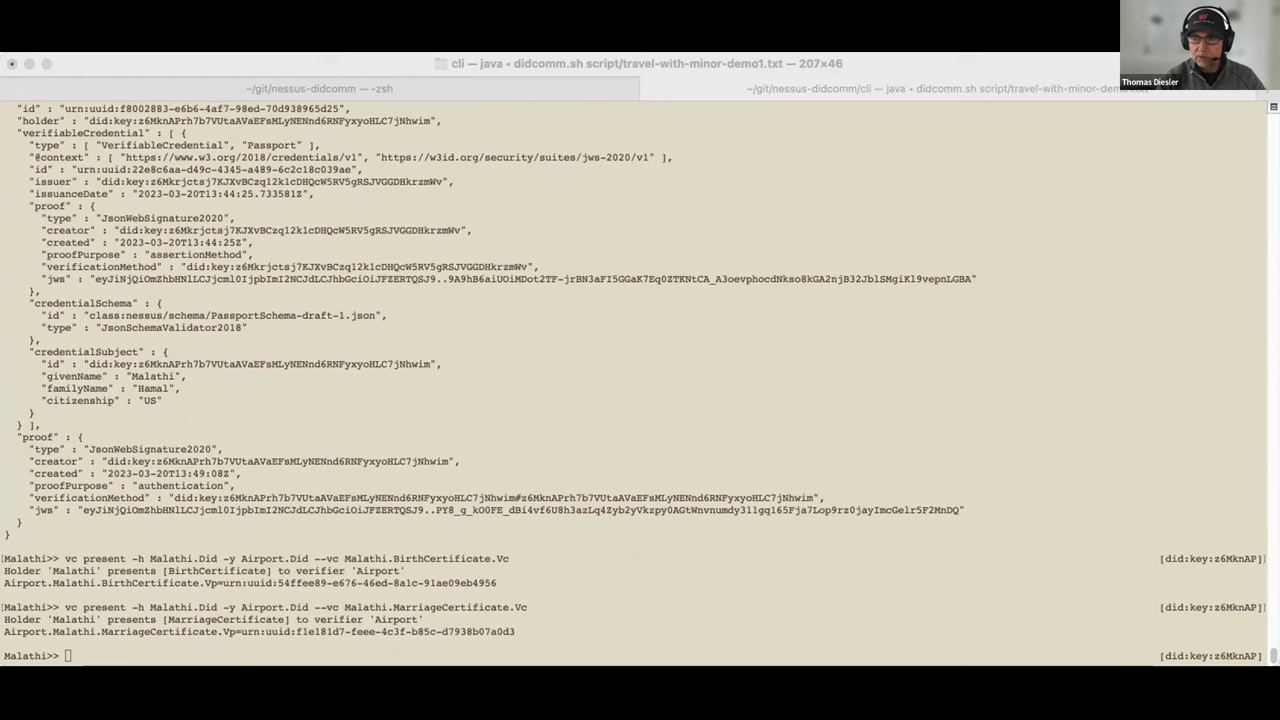 cli — java • didcomm.sh script/travel-with-minor-demo1.txt — 207×46
~/git/nessus-didcomm — -zsh
~/git/nessus-didcomm/cli — java • didcomm.sh script/travel-with-minor-demo1.txt
Thomas Diesler
"id" : "urn:uuid:f8002883-e6b6-4af7-98ed-70d938965d25",
"holder" : "did:key:z6MknAPrh7b7VUtaAVaEFsMLyNENnd6RNFyxyoHLC7jNhwim",
"verifiableCredential" : [ {
"type" : [ "VerifiableCredential", "Passport" ],
"@context" : [ "https://www.w3.org/2018/credentials/v1", "https://w3id.org/security/suites/jws-2020/v1" ],
"id" : "urn:uuid:22e8c6aa-d49c-4345-a489-6c2c18c039ae",
"issuer" : "did:key:z6Mkrjctsj7KJXvBCzq12k1cDHQcW5RV5gRSJVGGDHkrzmWv",
"issuanceDate" : "2023-03-20T13:44:25.733581Z",
"proof" : {
"type" : "JsonWebSignature2020",
"creator" : "did:key:z6Mkrjctsj7KJXvBCzq12k1cDHQcW5RV5gRSJVGGDHkrzmWv",
"created" : "2023-03-20T13:44:25Z",
"proofPurpose" : "assertionMethod",
"verificationMethod" : "did:key:z6Mkrjctsj7KJXvBCzq12k1cDHQcW5RV5gRSJVGGDHkrzmWv",
"jws" : "eyJiNjQiOmZhbHNlLCJjcml0IjpbImI2NCJdLCJhbGciOiJFZERTQSJ9..9A9hB6aiUOiMDot2TF-jrBN3aFI5GGaK7Eq0ZTKNtCA_A3oevphocdNkso8kGA2njB32JblSMgiKl9vepnLGBA"
},
"credentialSchema" : {
"id" : "class:nessus/schema/PassportSchema-draft-1.json",
"type" : "JsonSchemaValidator2018"
},
"credentialSubject" : {
"id" : "did:key:z6MknAPrh7b7VUtaAVaEFsMLyNENnd6RNFyxyoHLC7jNhwim",
"givenName" : "Malathi",
"familyName" : "Hamal",
"citizenship" : "US"
}
} ],
"proof" : {
"type" : "JsonWebSignature2020",
"creator" : "did:key:z6MknAPrh7b7VUtaAVaEFsMLyNENnd6RNFyxyoHLC7jNhwim",
"created" : "2023-03-20T13:49:08Z",
"proofPurpose" : "authentication",
"verificationMethod" : "did:key:z6MknAPrh7b7VUtaAVaEFsMLyNENnd6RNFyxyoHLC7jNhwim#z6MknAPrh7b7VUtaAVaEFsMLyNENnd6RNFyxyoHLC7jNhwim",
"jws" : "eyJiNjQiOmZhbHNlLCJjcml0IjpbImI2NCJdLCJhbGciOiJFZERTQSJ9..PY8_g_kO0FE_dBi4vf6U8h3azLq4Zyb2yVkzpy0AGtWnvnumdy3l1gq165Fja7Lop9rz0jayImcGelr5F2MnDQ"
}
}
[Malathi>> vc present -h Malathi.Did -y Airport.Did --vc Malathi.BirthCertificate.Vc [did:key:z6MknAP]]
Holder 'Malathi' presents [BirthCertificate] to verifier 'Airport'
Airport.Malathi.BirthCertificate.Vp=urn:uuid:54ffee89-e676-46ed-8a1c-91ae09eb4956
[Malathi>> vc present -h Malathi.Did -y Airport.Did --vc Malathi.MarriageCertificate.Vc [did:key:z6MknAP]]
Holder 'Malathi' presents [MarriageCertificate] to verifier 'Airport'
Airport.Malathi.MarriageCertificate.Vp=urn:uuid:f1e181d7-feee-4c3f-b85c-d7938b07a0d3
Malathi>> [did:key:z6MknAP]